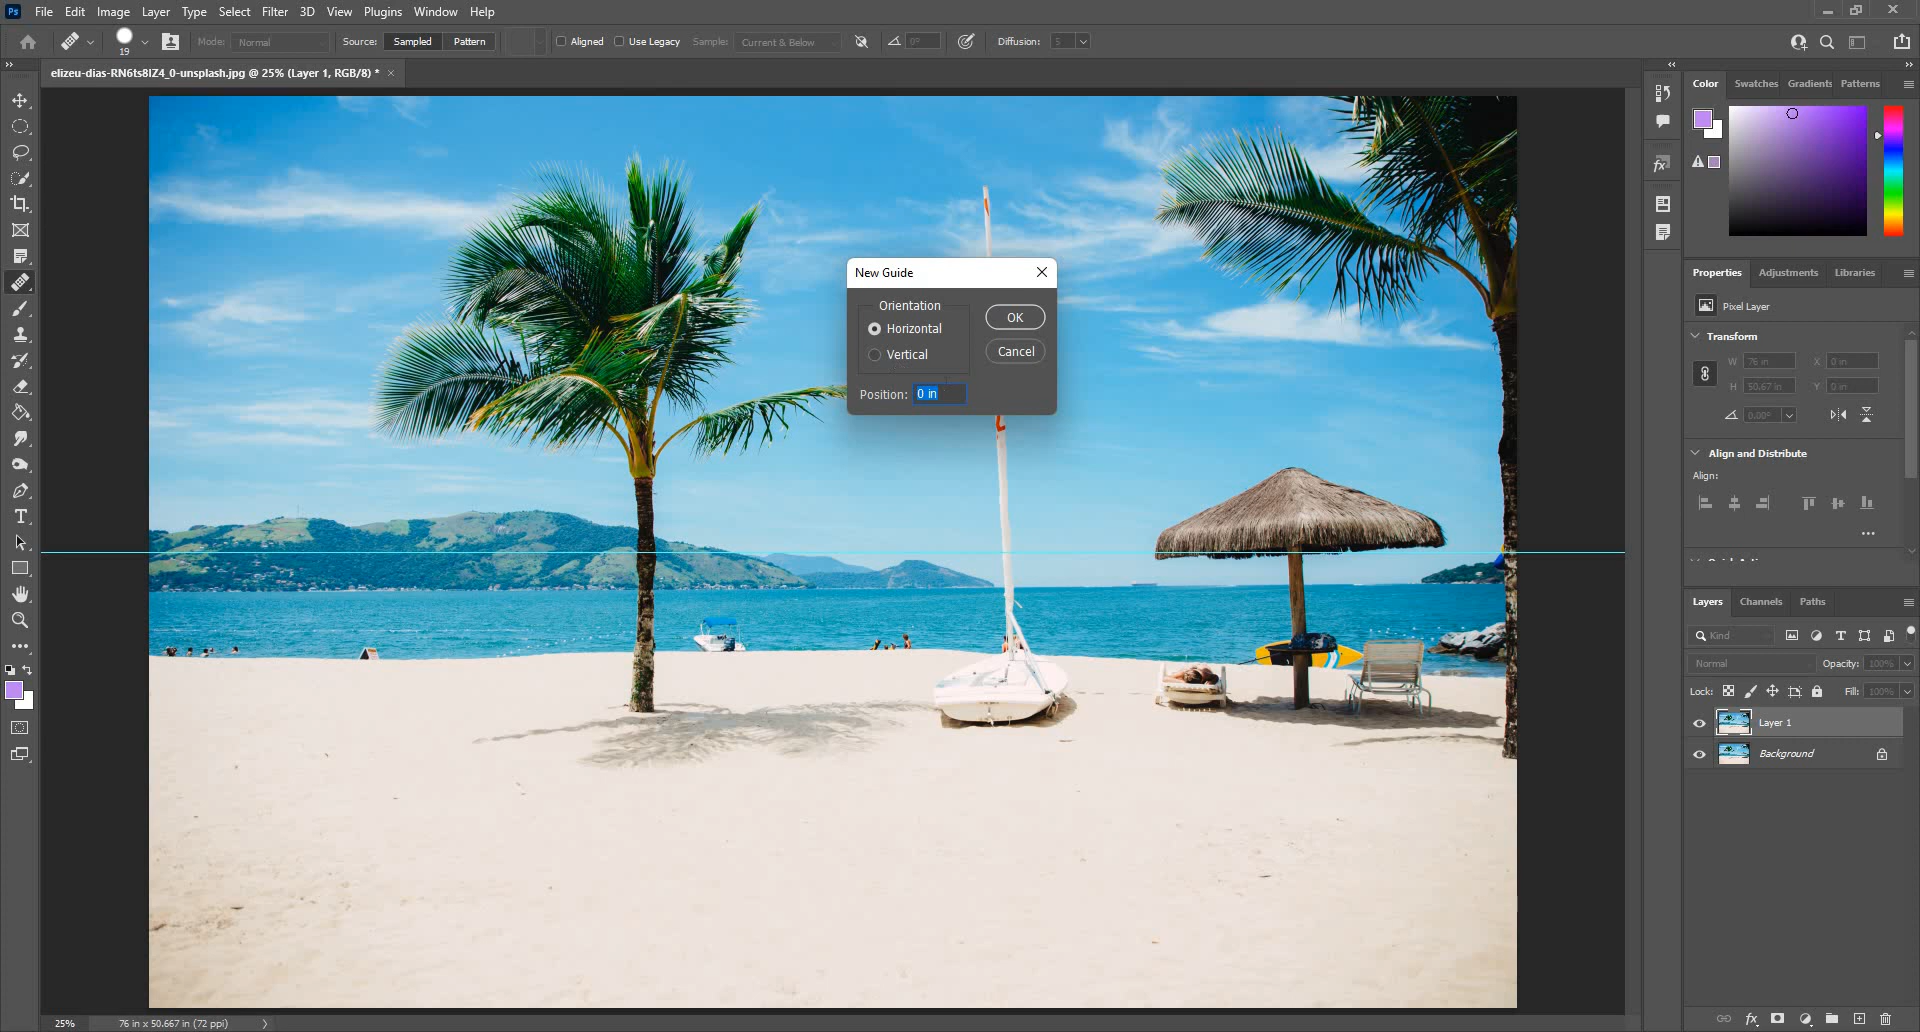 Ps File Edit Image Layer Type Select Filter 3D View Plugins Window Help
19 Mode: Normal Source: Sampled Pattern Aligned Use Legacy Sample: Current & Below 0° Diffusion: 5
elizeu-dias-RN6ts8IZ4_0-unsplash.jpg @ 25% (Layer 1, RGB/8) *
Color Swatches Gradients Patterns
New Guide
Orientation
Horizontal
Vertical
OK
Cancel
Position: 0 in
fx
Properties Adjustments Libraries
Pixel Layer
Transform
W 76 in X 0 in
H 50.67 in Y 0 in
0.00°
Align and Distribute
Align:
Layers Channels Paths
Kind
Normal Opacity: 100%
Lock: Fill: 100%
Layer 1
Background
fx
25% 76 in x 50.667 in (72 ppi)